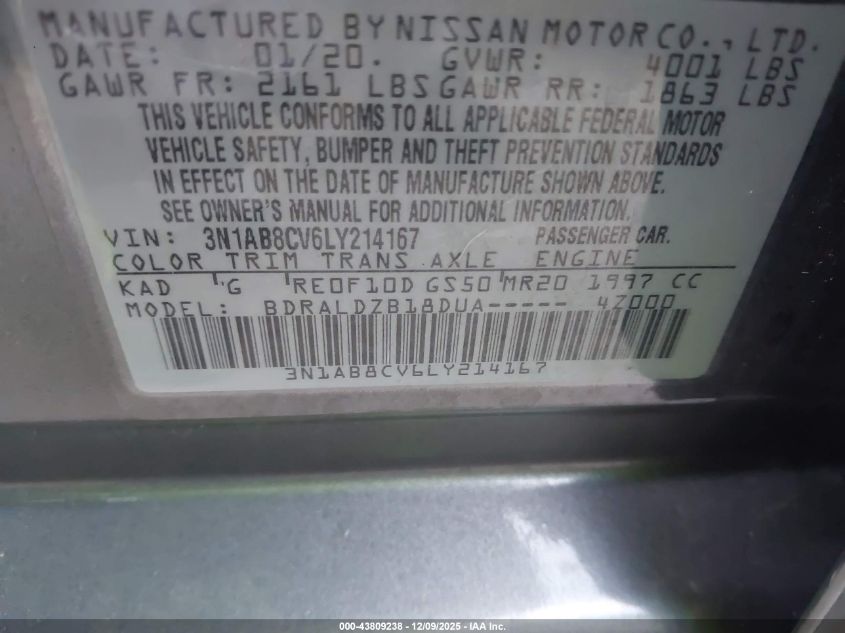 MANUFACTURED BY NISSAN MOTOR CO., LTD.
DATE: 01/20. GVWR: 4001 LBS
GAWR FR: 2161 LBS GAWR RR: 1863 LBS
THIS VEHICLE CONFORMS TO ALL APPLICABLE FEDERAL MOTOR
VEHICLE SAFETY, BUMPER AND THEFT PREVENTION STANDARDS
IN EFFECT ON THE DATE OF MANUFACTURE SHOWN ABOVE.
SEE OWNER'S MANUAL FOR ADDITIONAL INFORMATION.
VIN: 3N1AB8CV6LY214167 PASSENGER CAR.
COLOR TRIM TRANS AXLE ENGINE
KAD G RE0F10D GS50 MR20 1997 CC
MODEL: BDRALDZB18DUA----- 4Z000
3N1AB8CV6LY214167
000-43809238 - 12/09/2025 - IAA Inc.